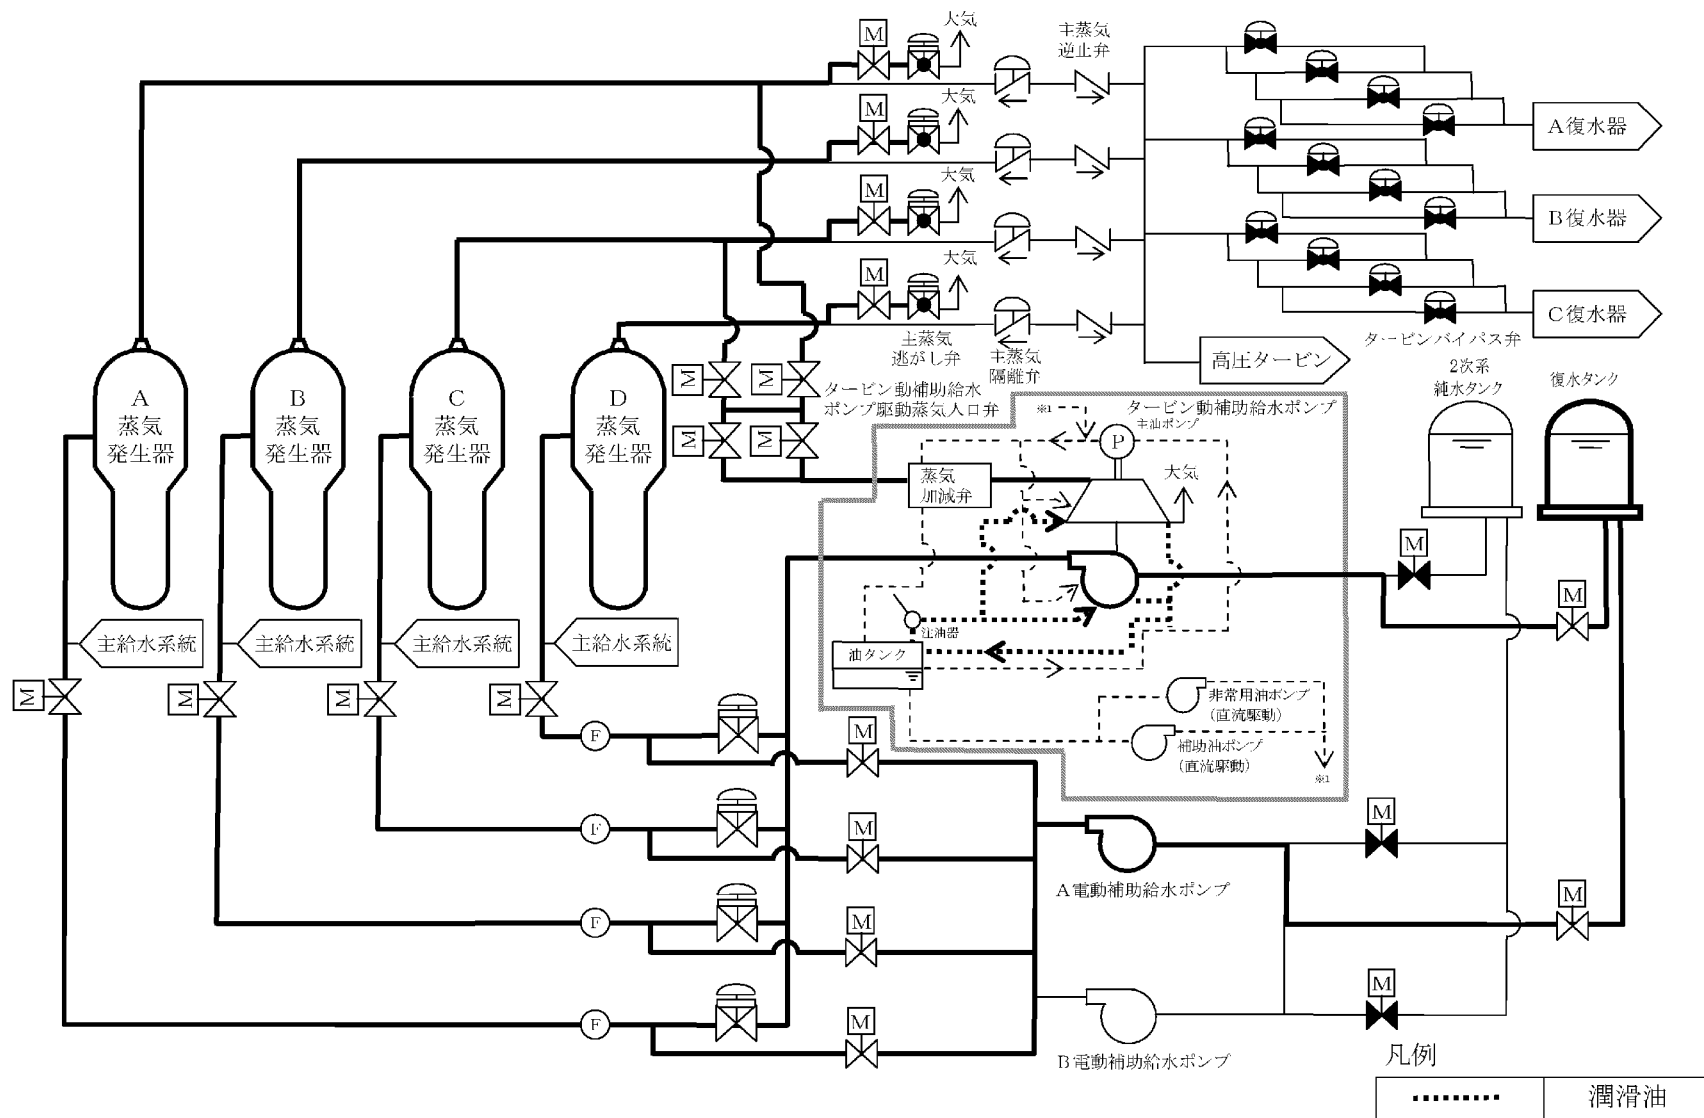 M
大気
主蒸気
逆止弁
A復水器
M
大気
B復水器
M
大気
C復水器
M
大気
主蒸気
逃がし弁
主蒸気
隔離弁
高圧タービン
タービンバイパス弁
2次系
純水タンク
復水タンク
A
蒸気
発生器
B
蒸気
発生器
C
蒸気
発生器
D
蒸気
発生器
M
M
M
M
タービン動補助給水
ポンプ駆動蒸気入口弁
※1
タービン動補助給水ポンプ
主油ポンプ
P
蒸気
加減弁
大気
M
M
主給水系統
主給水系統
主給水系統
主給水系統
注油器
油タンク
M
M
M
M
非常用油ポンプ
(直流駆動)
補助油ポンプ
(直流駆動)
※1
F
M
F
M
M
A電動補助給水ポンプ
F
M
M
F
M
M
B電動補助給水ポンプ
凡例
潤滑油